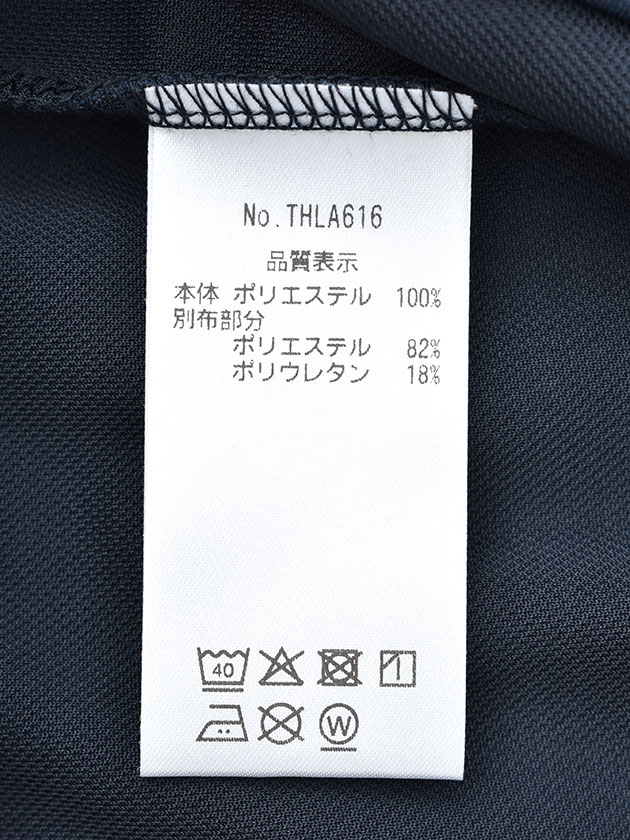 No.THLA616
品質表示
本体 ポリエステル 100%
別布部分
ポリエステル 82%
ポリウレタン 18%
40
W